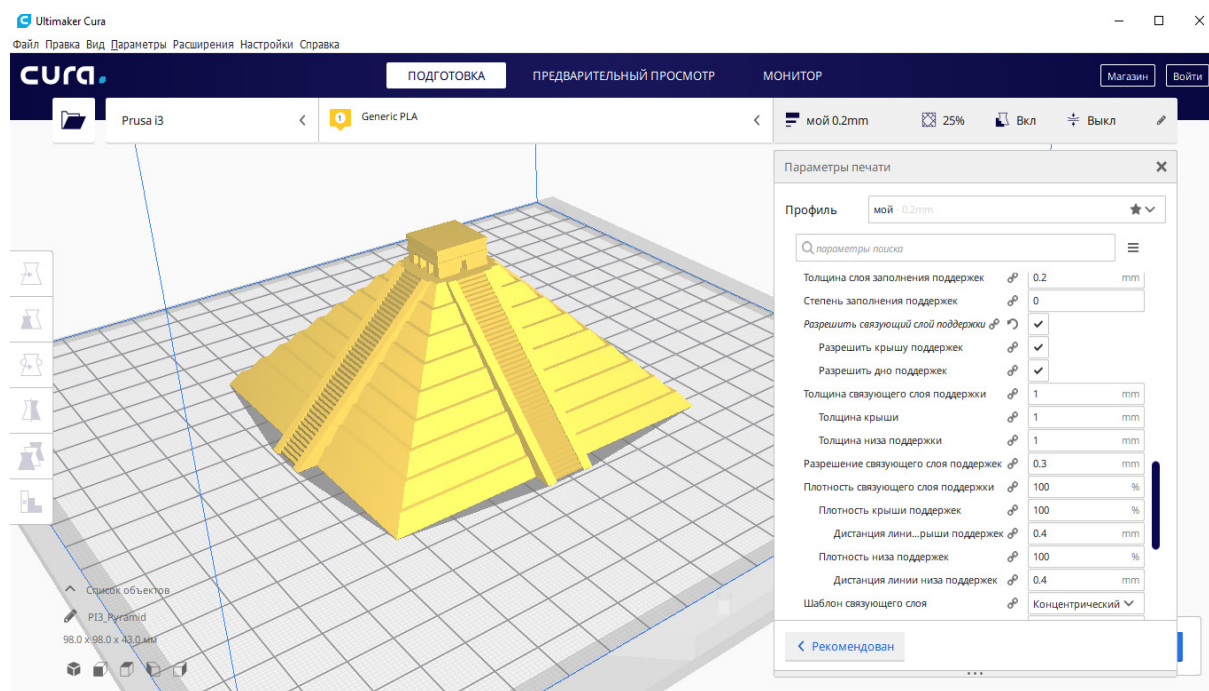 Ultimaker Cura
Файл Правка Вид Параметры Расширения Настройки Справка
cura.
ПОДГОТОВКА
ПРЕДВАРИТЕЛЬНЫЙ ПРОСМОТР
МОНИТОР
Магазин
Войти
Prusa i3
1
Generic PLA
мой 0.2mm
25%
Вкл
Выкл
Параметры печати
Профиль
мой - 0.2mm
параметры поиска
Толщина слоя заполнения поддержек 0.2 mm
Степень заполнения поддержек 0
Разрешить связующий слой поддержки
Разрешить крышу поддержек
Разрешить дно поддержек
Толщина связующего слоя поддержки 1 mm
Толщина крыши 1 mm
Толщина низа поддержки 1 mm
Разрешение связующего слоя поддержек 0.3 mm
Плотность связующего слоя поддержки 100 %
Плотность крыши поддержек 100 %
Дистанция лини...рыши поддержек 0.4 mm
Плотность низа поддержек 100 %
Дистанция линии низа поддержек 0.4 mm
Шаблон связующего слоя Концентрический
Рекомендован
Список объектов
PI3_Pyramid
98.0 x 98.0 x 43.0 мм